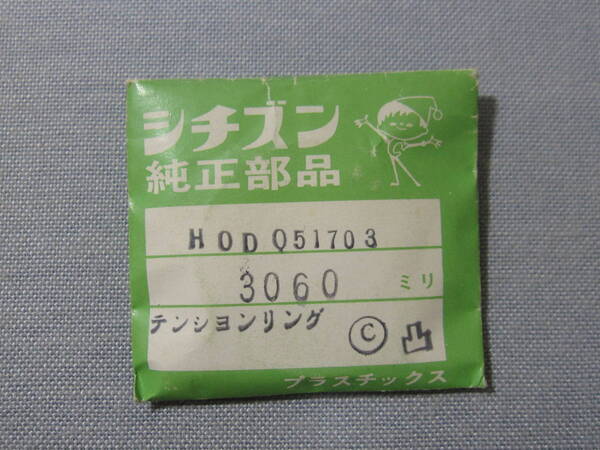 シチズン
純正部品
HOD Q51703
3060 ミリ
テンションリング Ⓒ 凸
プラスチックス